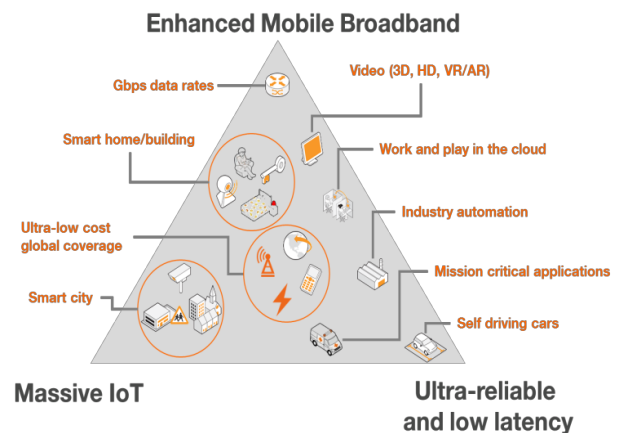 Enhanced Mobile Broadband
Video (3D, HD, VR/AR)
Gbps data rates
Smart home/building
Work and play in the cloud
Industry automation
Ultra-low cost
global coverage
Mission critical applications
Smart city
Self driving cars
Massive IoT
Ultra-reliable
and low latency